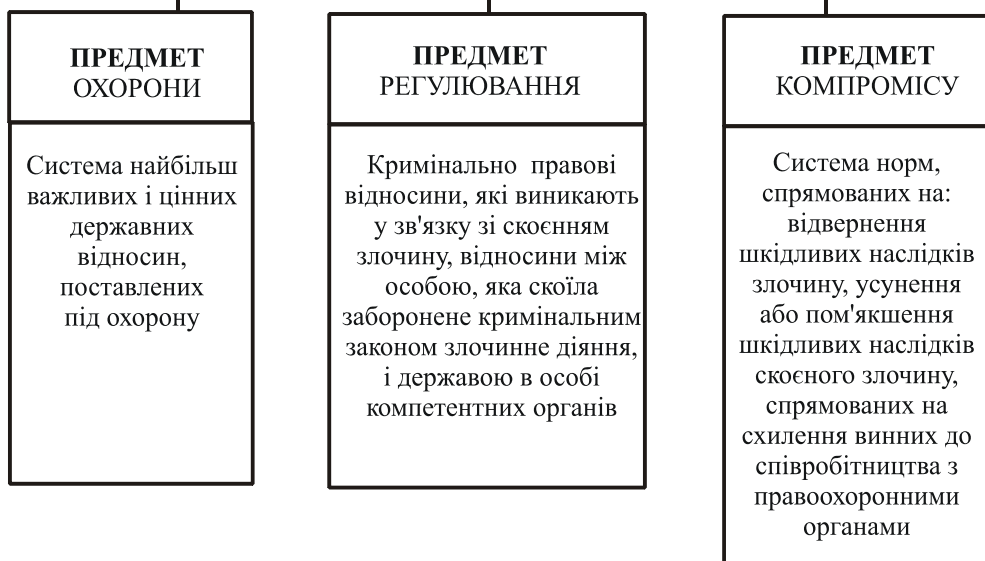 ПРЕДМЕТ
ОХОРОНИ
Система найбільш
важливих і цінних
державних
відносин,
поставлених
під охорону
ПРЕДМЕТ
РЕГУЛЮВАННЯ
Кримінально правові
відносини, які виникають
у зв'язку зі скоєнням
злочину, відносини між
особою, яка скоїла
заборонене кримінальним
законом злочинне діяння,
і державою в особі
компетентних органів
ПРЕДМЕТ
КОМПРОМІСУ
Система норм,
спрямованих на:
відвернення
шкідливих наслідків
злочину, усунення
або пом'якшення
шкідливих наслідків
скоєного злочину,
спрямованих на
схилення винних до
співробітництва з
правоохоронними
органами